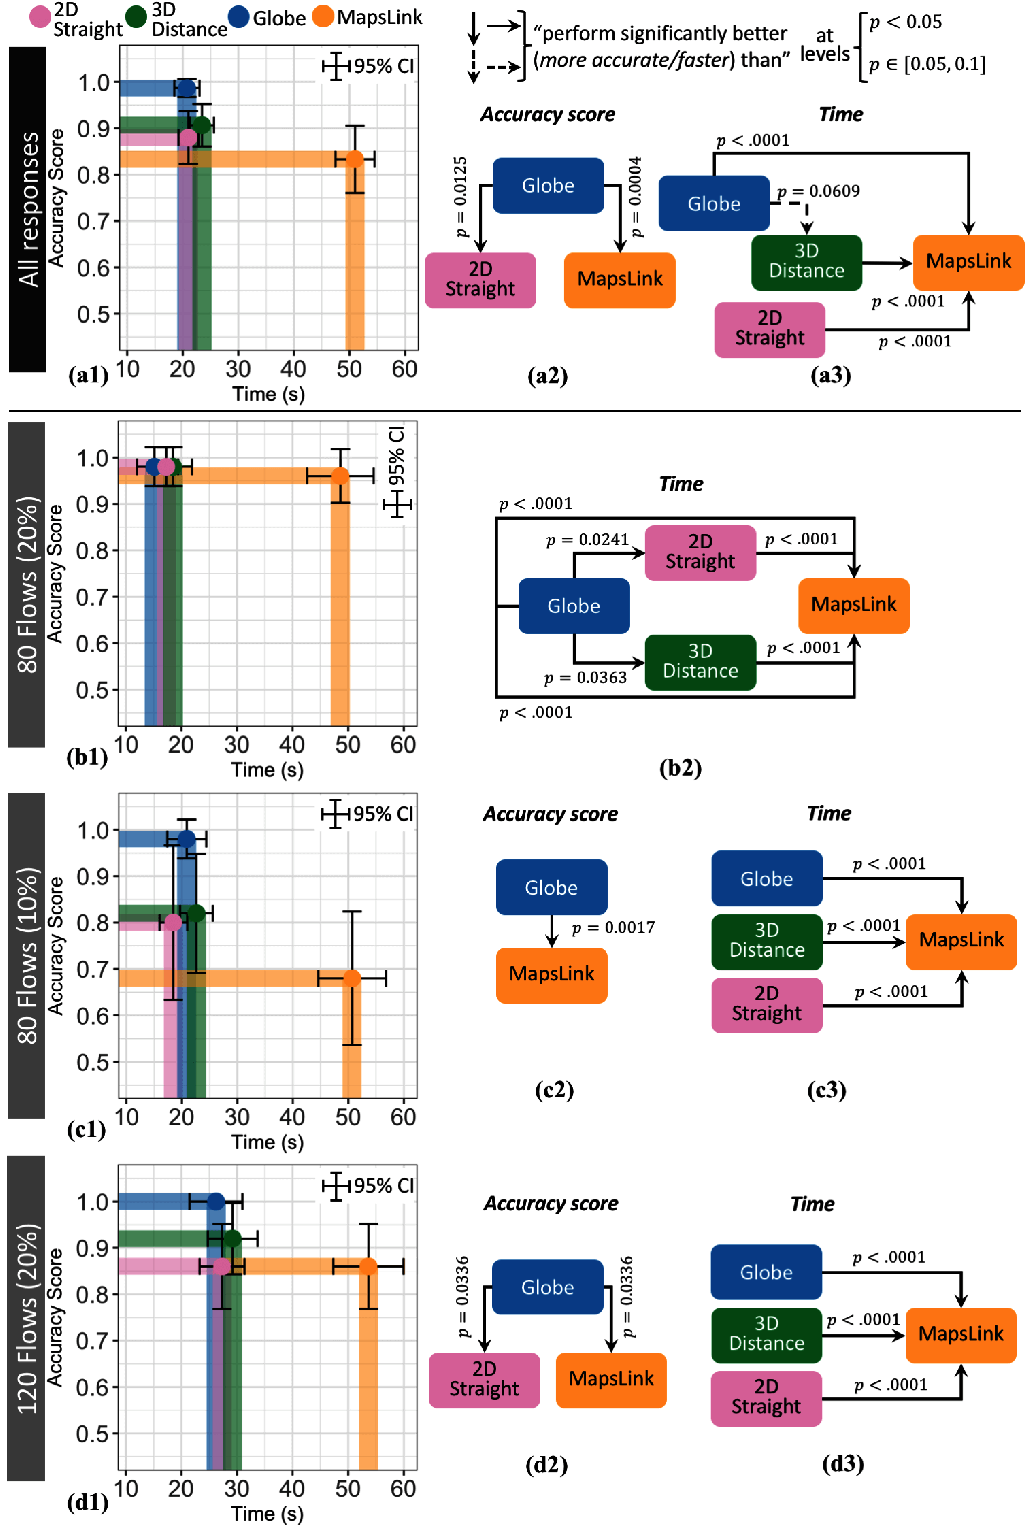 2D Straight
3D Distance
Globe
MapsLink
"perform significantly better
(more accurate/faster) than"
at levels
p < 0.05
p ∈ [0.05, 0.1]
All responses
95% CI
Accuracy Score
1.0
0.9
0.8
0.7
0.6
0.5
10 20 30 40 50 60
Time (s)
(a1)
Accuracy score
Globe
p = 0.0125
p = 0.0004
2D Straight
MapsLink
(a2)
Time
p < .0001
Globe
p = 0.0609
3D Distance
MapsLink
p < .0001
2D Straight
p < .0001
(a3)
80 Flows (20%)
95% CI
Accuracy Score
1.0
0.9
0.8
0.7
0.6
0.5
10 20 30 40 50 60
Time (s)
(b1)
Time
p < .0001
p = 0.0241
2D Straight
p < .0001
Globe
MapsLink
3D Distance
p < .0001
p = 0.0363
p < .0001
(b2)
80 Flows (10%)
95% CI
Accuracy Score
1.0
0.9
0.8
0.7
0.6
0.5
10 20 30 40 50 60
Time (s)
(c1)
Accuracy score
Globe
p = 0.0017
MapsLink
(c2)
Time
Globe
p < .0001
3D Distance
p < .0001
MapsLink
2D Straight
p < .0001
(c3)
120 Flows (20%)
95% CI
Accuracy Score
1.0
0.9
0.8
0.7
0.6
0.5
10 20 30 40 50 60
Time (s)
(d1)
Accuracy score
Globe
p = 0.0336
p = 0.0336
2D Straight
MapsLink
(d2)
Time
Globe
p < .0001
3D Distance
p < .0001
MapsLink
2D Straight
p < .0001
(d3)